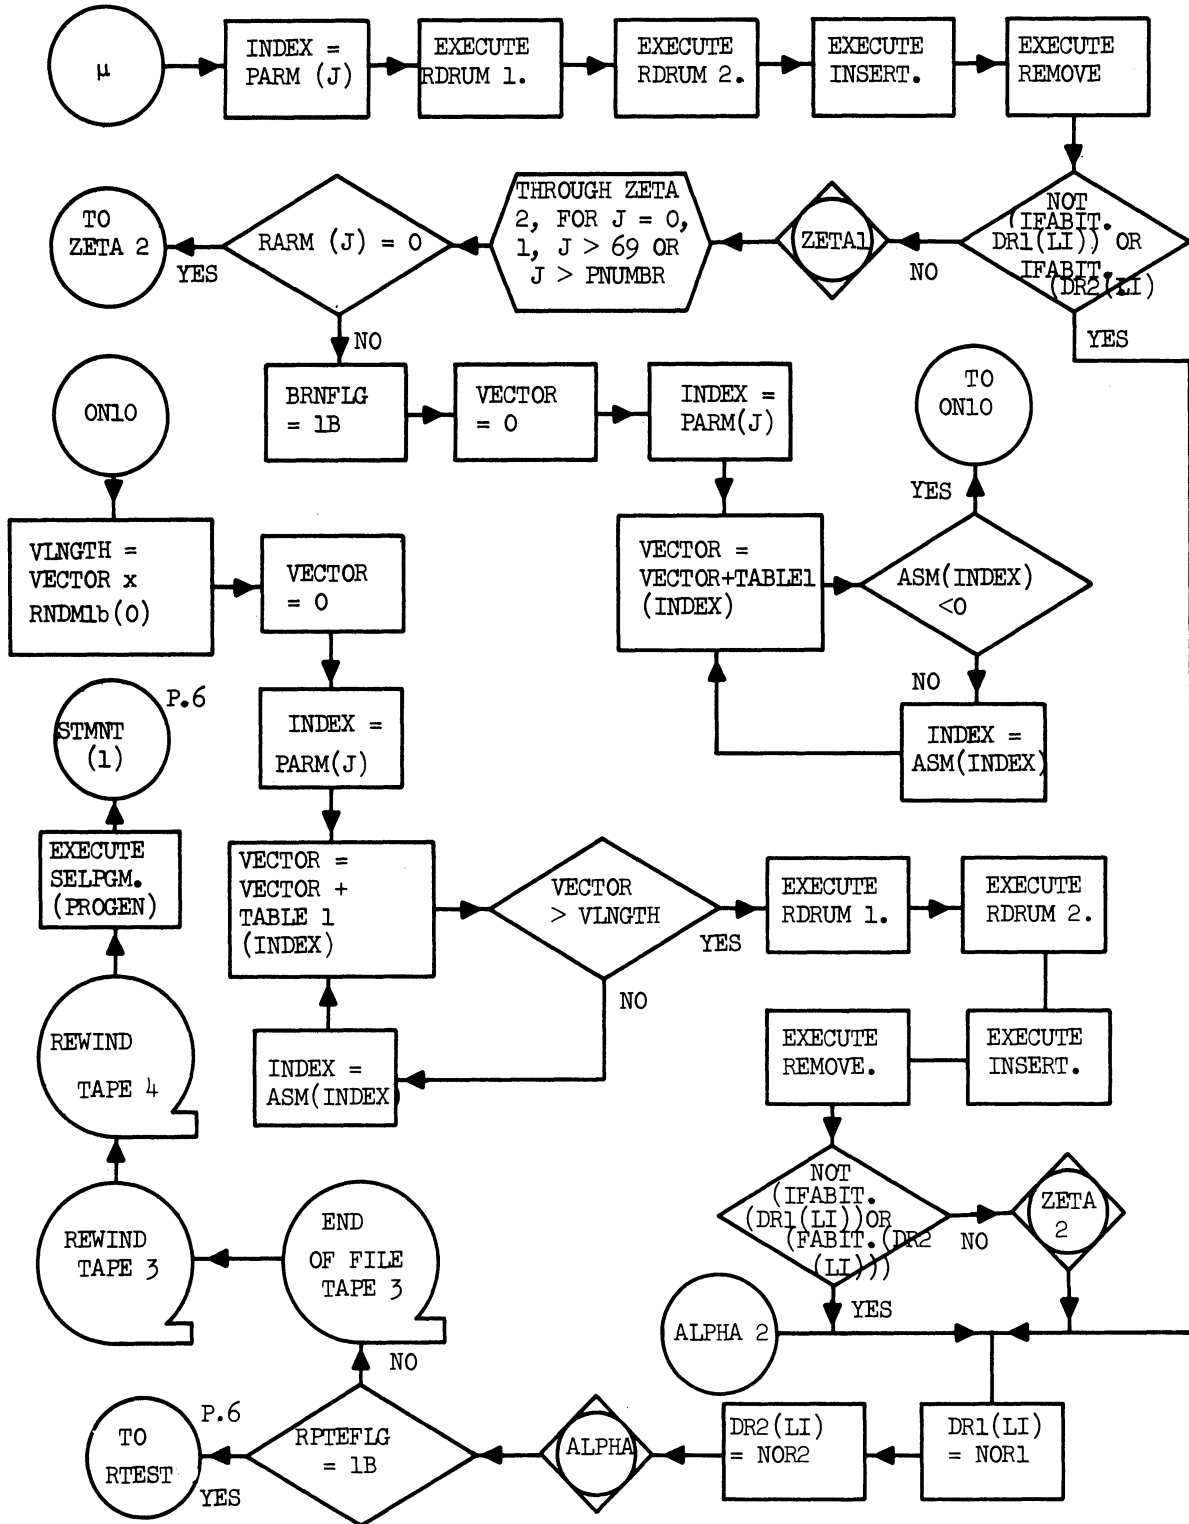 μ
INDEX =
PARM (J)
EXECUTE
RDRUM 1.
EXECUTE
RDRUM 2.
EXECUTE
INSERT.
EXECUTE
REMOVE
NOT
(IFABIT.
DR1(LI)) OR
IFABIT.
(DR2(LI)
NO
YES
ZETA1
THROUGH ZETA
2, FOR J = 0,
1, J > 69 OR
J > PNUMBR
RARM (J) = 0
YES
NO
TO
ZETA 2
BRNFLG
= 1B
VECTOR
= 0
INDEX =
PARM(J)
TO
ON10
YES
VECTOR =
VECTOR+TABLE1
(INDEX)
ASM(INDEX)
<0
NO
INDEX =
ASM(INDEX)
ON10
VLNGTH =
VECTOR x
RNDM1b(0)
VECTOR
= 0
INDEX =
PARM(J)
VECTOR =
VECTOR +
TABLE 1
(INDEX)
VECTOR
> VLNGTH
YES
NO
INDEX =
ASM(INDEX
EXECUTE
RDRUM 1.
EXECUTE
RDRUM 2.
EXECUTE
REMOVE.
EXECUTE
INSERT.
NOT
(IFABIT.
(DR1(LI))OR
(FABIT.(DR2
(LI)))
NO
YES
ZETA
2
ALPHA 2
DR1(LI)
= NOR1
DR2(LI)
= NOR2
ALPHA
RPTEFLG
= 1B
NO
YES
P.6
TO
RTEST
END
OF FILE
TAPE 3
REWIND
TAPE 3
REWIND
TAPE 4
EXECUTE
SELPGM.
(PROGEN)
STMNT
(1)
P.6